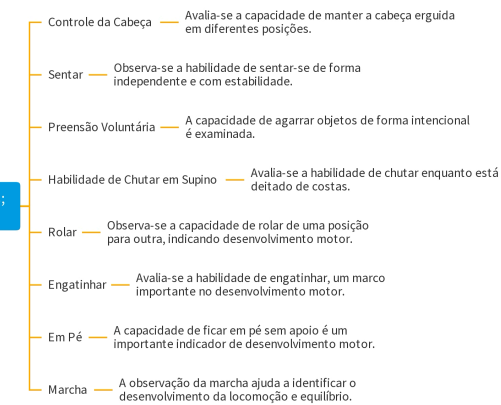 Controle da Cabeça
Avalia-se a capacidade de manter a cabeça erguida
em diferentes posições.
Sentar
Observa-se a habilidade de sentar-se de forma
independente e com estabilidade.
Preensão Voluntária
A capacidade de agarrar objetos de forma intencional
é examinada.
Habilidade de Chutar em Supino
Avalia-se a habilidade de chutar enquanto está
deitado de costas.
;
Rolar
Observa-se a capacidade de rolar de uma posição
para outra, indicando desenvolvimento motor.
Engatinhar
Avalia-se a habilidade de engatinhar, um marco
importante no desenvolvimento motor.
Em Pé
A capacidade de ficar em pé sem apoio é um
importante indicador de desenvolvimento motor.
Marcha
A observação da marcha ajuda a identificar o
desenvolvimento da locomoção e equilíbrio.